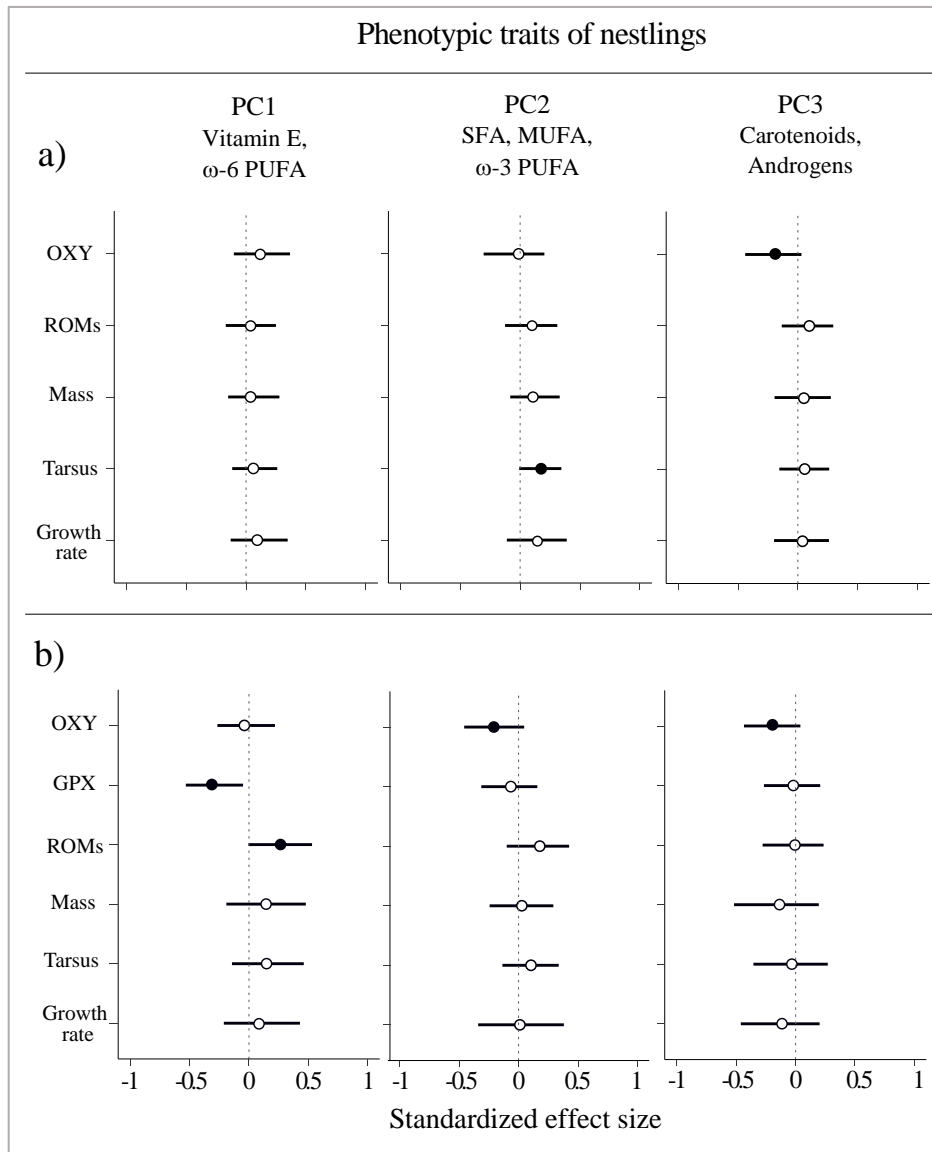 Phenotypic traits of nestlings
PC1
Vitamin E,
ω-6 PUFA
PC2
SFA, MUFA,
ω-3 PUFA
PC3
Carotenoids,
Androgens
a)
OXY
ROMs
Mass
Tarsus
Growth
rate
b)
OXY
GPX
ROMs
Mass
Tarsus
Growth
rate
-1 -0.5 0 0.5 1 -1 -0.5 0 0.5 1 -1 -0.5 0 0.5 1
Standardized effect size